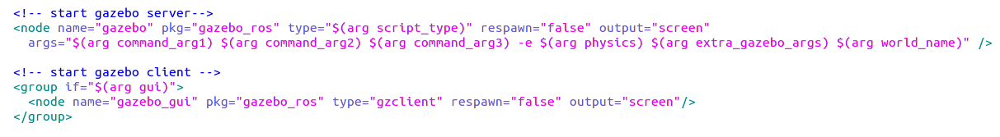 <!-- start gazebo server-->
<node name="gazebo" pkg="gazebo_ros" type="$(arg script_type)" respawn="false" output="screen"
args="$(arg command_arg1) $(arg command_arg2) $(arg command_arg3) -e $(arg physics) $(arg extra_gazebo_args) $(arg world_name)" />
<!-- start gazebo client -->
<group if="$(arg gui)">
<node name="gazebo_gui" pkg="gazebo_ros" type="gzclient" respawn="false" output="screen"/>
</group>